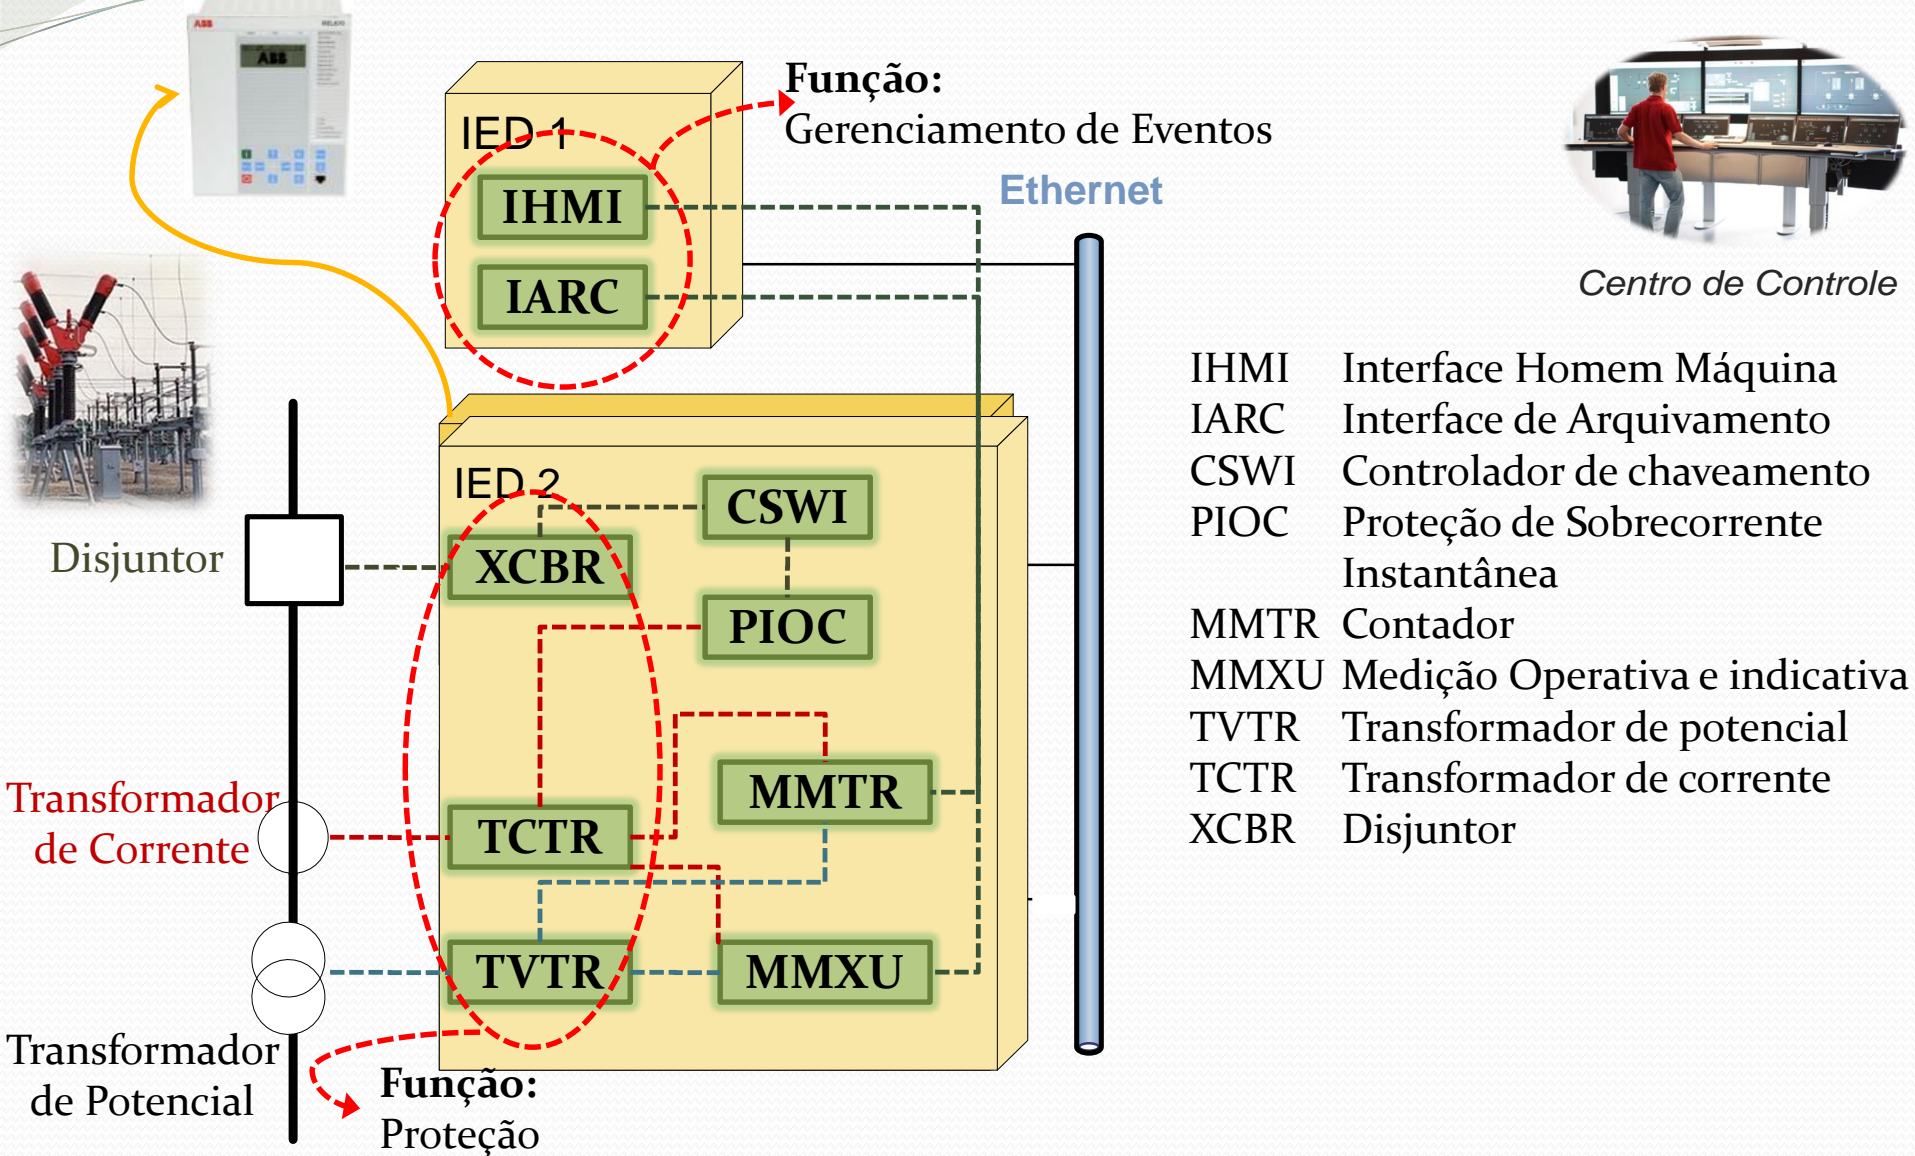 ABB
REL670
ABB
Função:
Gerenciamento de Eventos
IED 1
IHMI
IARC
Ethernet
Centro de Controle
IED 2
CSWI
XCBR
PIOC
MMTR
TCTR
TVTR
MMXU
Disjuntor
Transformador
de Corrente
Transformador
de Potencial
Função:
Proteção
IHMI Interface Homem Máquina
IARC Interface de Arquivamento
CSWI Controlador de chaveamento
PIOC Proteção de Sobrecorrente
Instantânea
MMTR Contador
MMXU Medição Operativa e indicativa
TVTR Transformador de potencial
TCTR Transformador de corrente
XCBR Disjuntor